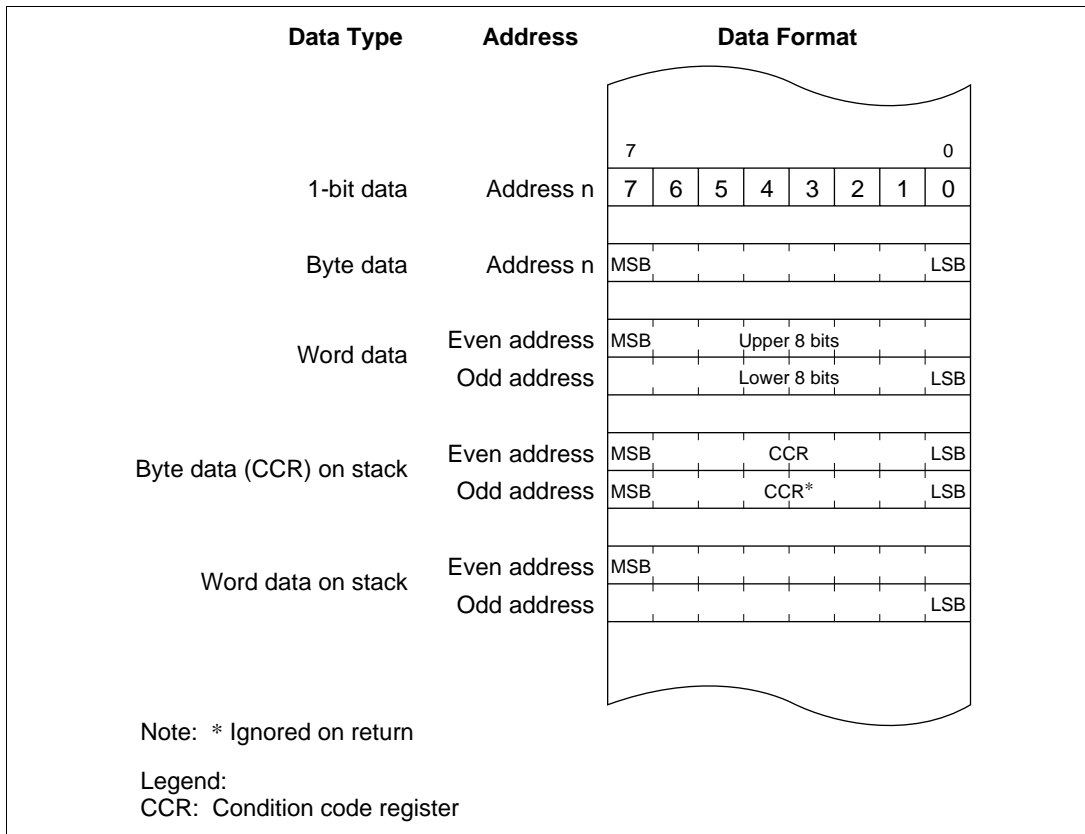 Data Type Address Data Format
7 0
1-bit data Address n 7 6 5 4 3 2 1 0
Byte data Address n MSB LSB
Word data
Even address MSB Upper 8 bits
Odd address Lower 8 bits LSB
Byte data (CCR) on stack
Even address MSB CCR LSB
Odd address MSB CCR* LSB
Word data on stack
Even address MSB
Odd address LSB
Note: * Ignored on return
Legend:
CCR: Condition code register